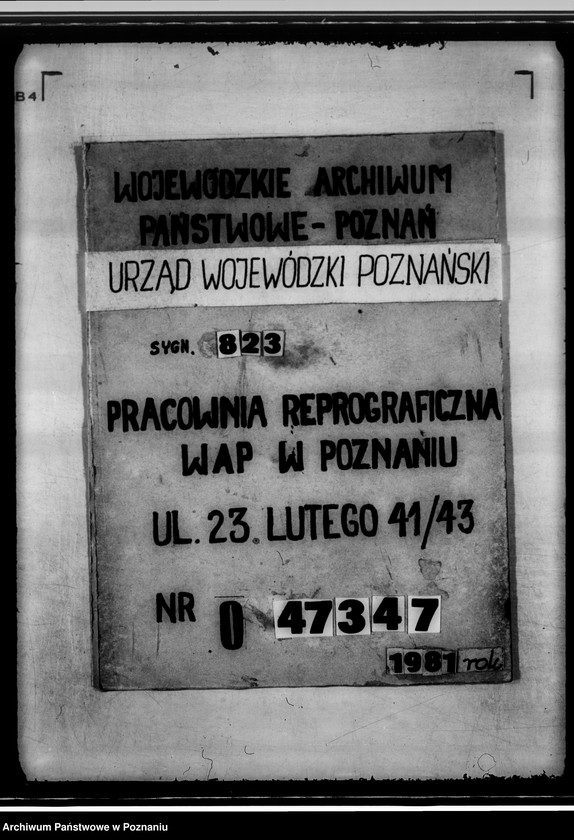 B4
WOJEWÓDZKIE ARCHIWUM
PAŃSTWOWE - POZNAŃ
URZĄD WOJEWÓDZKI POZNAŃSKI
SYGN. 823
PRACOWNIA REPROGRAFICZNA
WAP W POZNANIU
UL. 23. LUTEGO 41/43
NR 0 47347
1981 rok
Archiwum Państwowe w Poznaniu